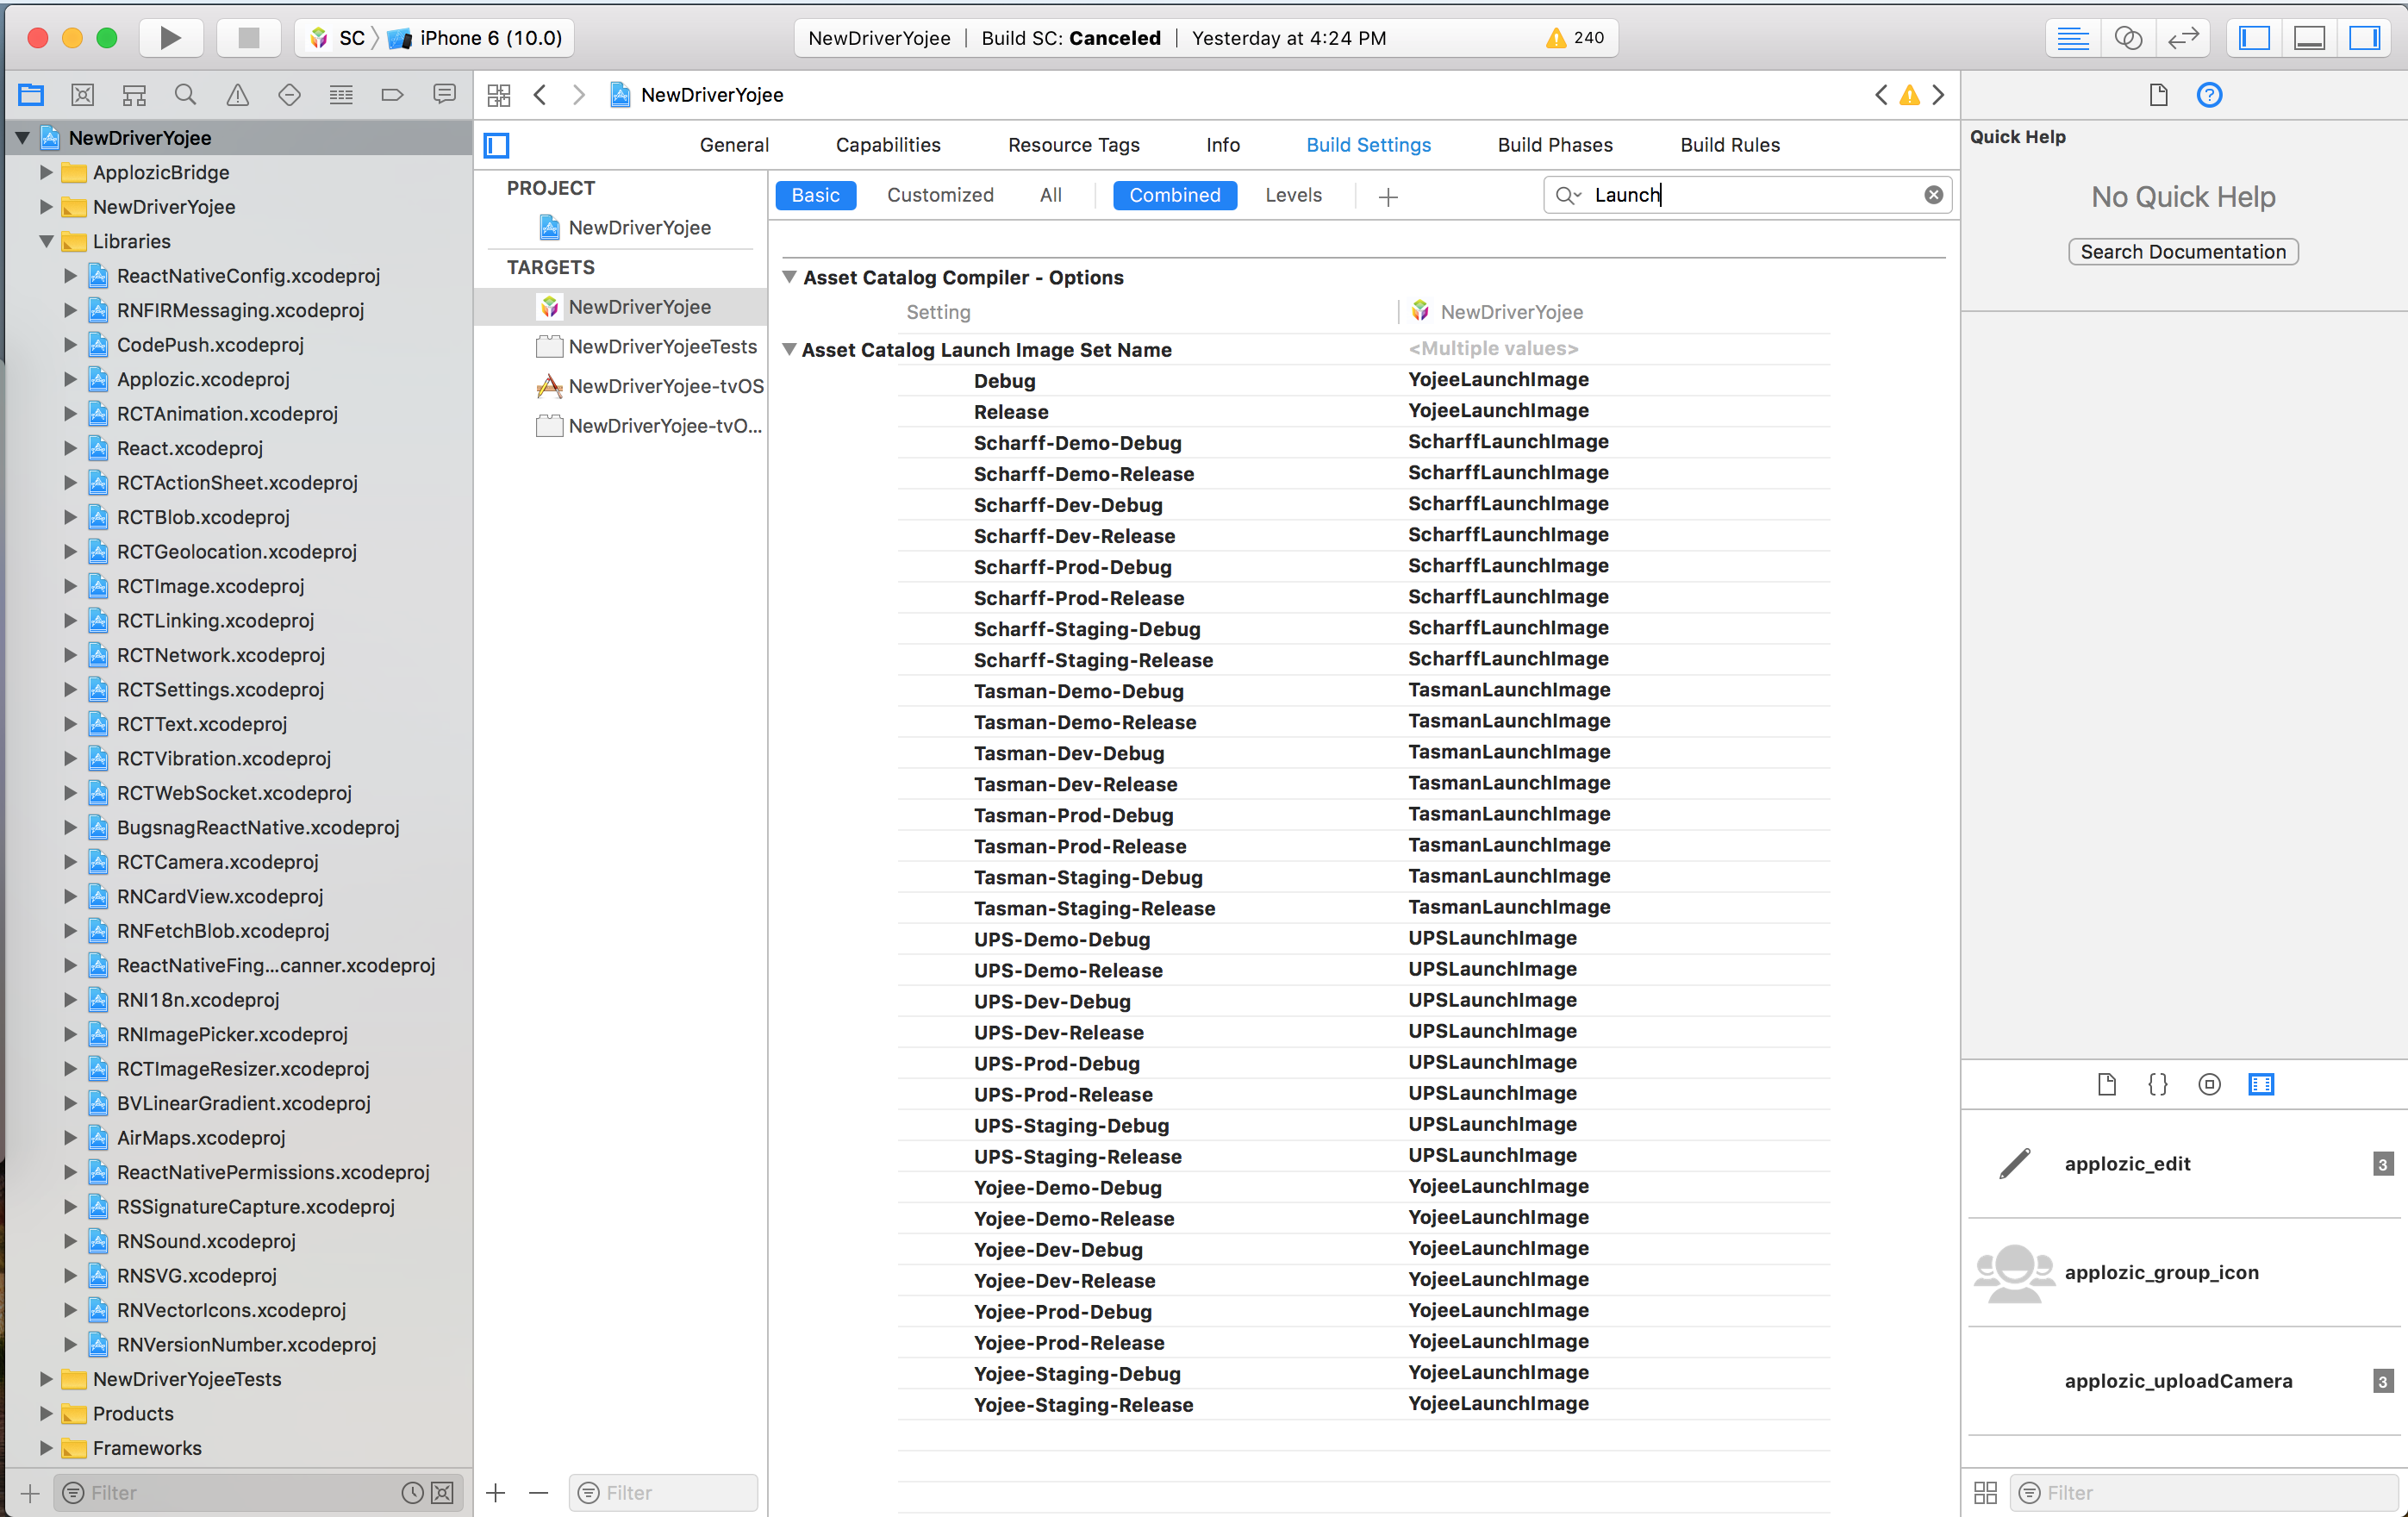 SC iPhone 6 (10.0)
NewDriverYojee | Build SC: Canceled | Yesterday at 4:24 PM
240
NewDriverYojee
General
Capabilities
Resource Tags
Info
Build Settings
Build Phases
Build Rules
Quick Help
No Quick Help
Search Documentation
NewDriverYojee
ApplozicBridge
NewDriverYojee
Libraries
ReactNativeConfig.xcodeproj
RNFIRMessaging.xcodeproj
CodePush.xcodeproj
Applozic.xcodeproj
RCTAnimation.xcodeproj
React.xcodeproj
RCTActionSheet.xcodeproj
RCTBlob.xcodeproj
RCTGeolocation.xcodeproj
RCTImage.xcodeproj
RCTLinking.xcodeproj
RCTNetwork.xcodeproj
RCTSettings.xcodeproj
RCTText.xcodeproj
RCTVibration.xcodeproj
RCTWebSocket.xcodeproj
BugsnagReactNative.xcodeproj
RCTCamera.xcodeproj
RNCardView.xcodeproj
RNFetchBlob.xcodeproj
ReactNativeFing...canner.xcodeproj
RNI18n.xcodeproj
RNImagePicker.xcodeproj
RCTImageResizer.xcodeproj
BVLinearGradient.xcodeproj
AirMaps.xcodeproj
ReactNativePermissions.xcodeproj
RSSignatureCapture.xcodeproj
RNSound.xcodeproj
RNSVG.xcodeproj
RNVectorIcons.xcodeproj
RNVersionNumber.xcodeproj
NewDriverYojeeTests
Products
Frameworks
Filter
PROJECT
NewDriverYojee
TARGETS
NewDriverYojee
NewDriverYojeeTests
NewDriverYojee-tvOS
NewDriverYojee-tvO...
Filter
Basic Customized All Combined Levels
Launch
Asset Catalog Compiler - Options
Setting NewDriverYojee
Asset Catalog Launch Image Set Name <Multiple values>
Debug YojeeLaunchImage
Release YojeeLaunchImage
Scharff-Demo-Debug ScharffLaunchImage
Scharff-Demo-Release ScharffLaunchImage
Scharff-Dev-Debug ScharffLaunchImage
Scharff-Dev-Release ScharffLaunchImage
Scharff-Prod-Debug ScharffLaunchImage
Scharff-Prod-Release ScharffLaunchImage
Scharff-Staging-Debug ScharffLaunchImage
Scharff-Staging-Release ScharffLaunchImage
Tasman-Demo-Debug TasmanLaunchImage
Tasman-Demo-Release TasmanLaunchImage
Tasman-Dev-Debug TasmanLaunchImage
Tasman-Dev-Release TasmanLaunchImage
Tasman-Prod-Debug TasmanLaunchImage
Tasman-Prod-Release TasmanLaunchImage
Tasman-Staging-Debug TasmanLaunchImage
Tasman-Staging-Release TasmanLaunchImage
UPS-Demo-Debug UPSLaunchImage
UPS-Demo-Release UPSLaunchImage
UPS-Dev-Debug UPSLaunchImage
UPS-Dev-Release UPSLaunchImage
UPS-Prod-Debug UPSLaunchImage
UPS-Prod-Release UPSLaunchImage
UPS-Staging-Debug UPSLaunchImage
UPS-Staging-Release UPSLaunchImage
Yojee-Demo-Debug YojeeLaunchImage
Yojee-Demo-Release YojeeLaunchImage
Yojee-Dev-Debug YojeeLaunchImage
Yojee-Dev-Release YojeeLaunchImage
Yojee-Prod-Debug YojeeLaunchImage
Yojee-Prod-Release YojeeLaunchImage
Yojee-Staging-Debug YojeeLaunchImage
Yojee-Staging-Release YojeeLaunchImage
applozic_edit 3
applozic_group_icon
applozic_uploadCamera 3
Filter